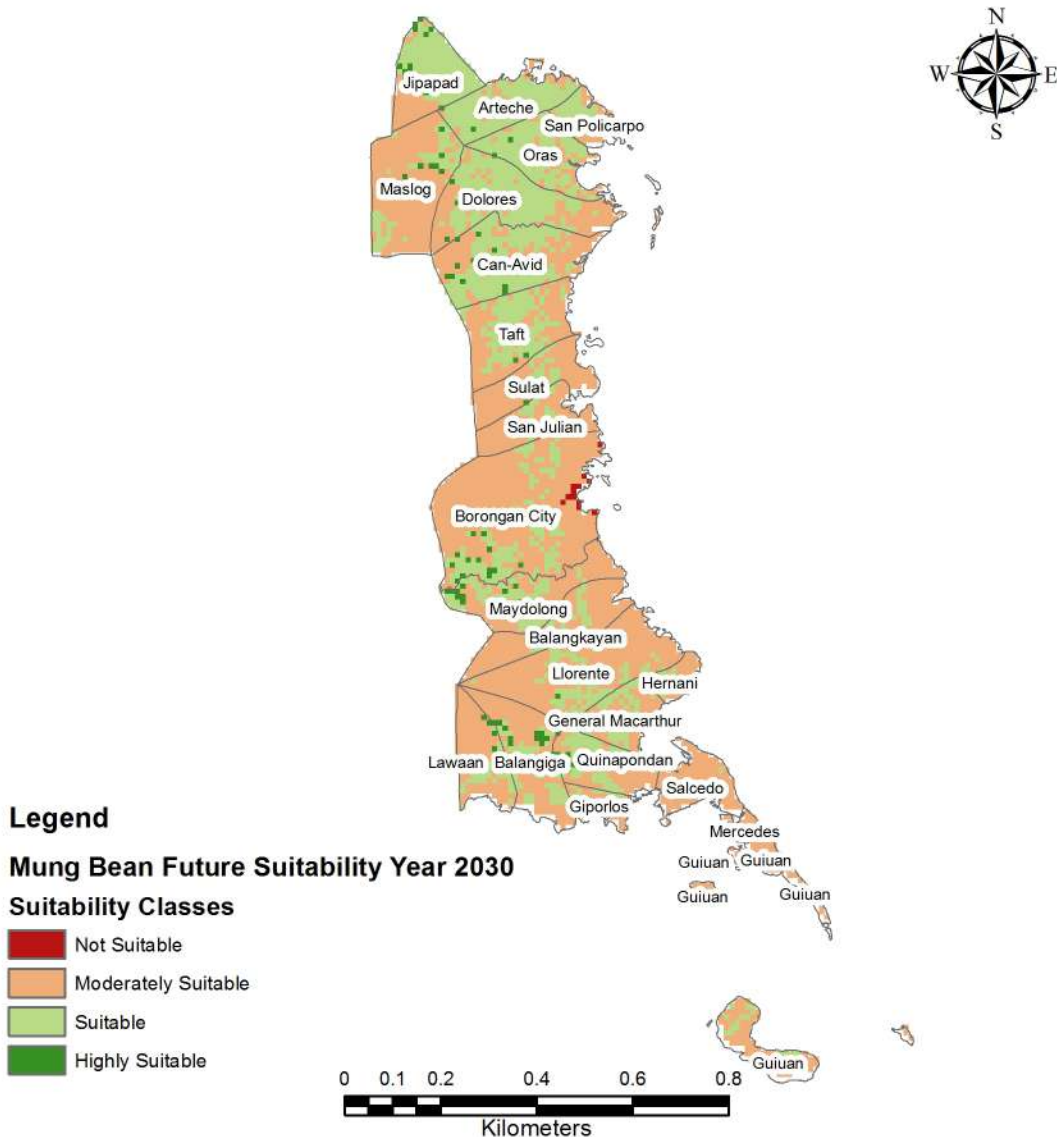 N
W E
S
Jipapad
Arteche
San Policarpo
Oras
Maslog
Dolores
Can-Avid
Taft
Sulat
San Julian
Borongan City
Maydolong
Balangkayan
Llorente
Hernani
General Macarthur
Lawaan Balangiga Quinapondan
Salcedo
Giporlos
Mercedes
Guiuan Guiuan
Guiuan Guiuan
Guiuan
Legend
Mung Bean Future Suitability Year 2030
Suitability Classes
Not Suitable
Moderately Suitable
Suitable
Highly Suitable
0 0.1 0.2 0.4 0.6 0.8
Kilometers